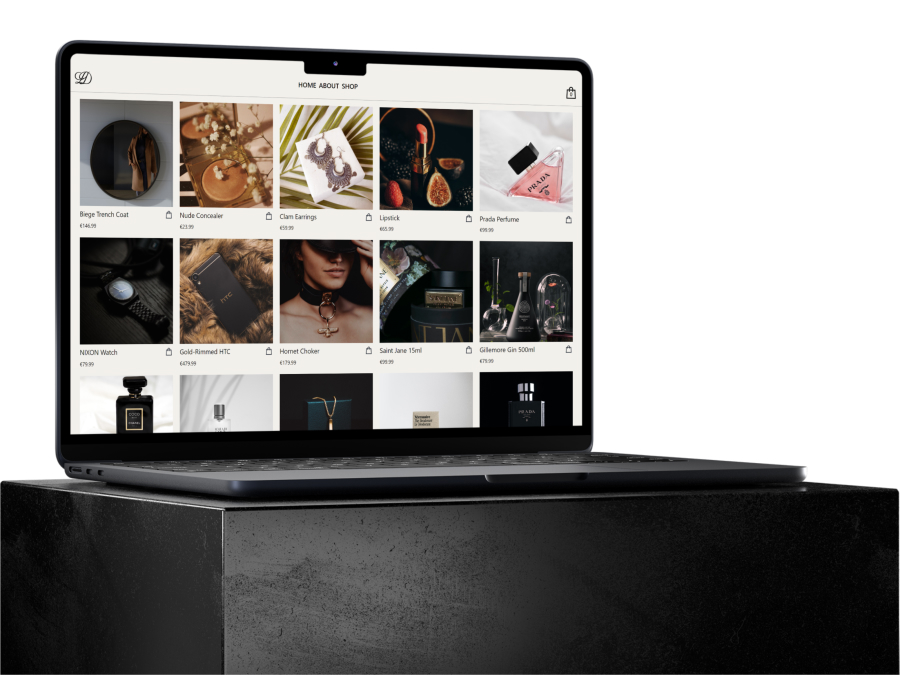 HOME ABOUT SHOP
0
Biege Trench Coat
€146.99
Nude Concealer
€23.99
Clam Earrings
€59.99
Lipstick
€65.99
Prada Perfume
€99.99
PRADA
hTC
NIXON Watch
€79.99
Gold-Rimmed HTC
€479.99
Hornet Choker
€179.99
Saint Jane 15ml
€99.99
Gillemore Gin 500ml
€79.99
CHANEL
PRADA